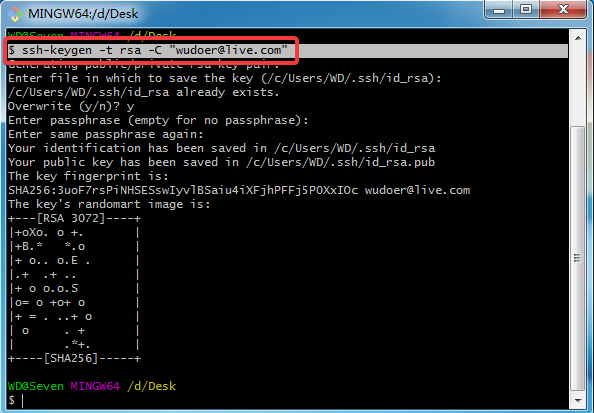 MINGW64:/d/Desk
WD@Seven MINGW64 /d/Desk
$ ssh-keygen -t rsa -C "wudoer@live.com"
Generating public/private rsa key pair.
Enter file in which to save the key (/c/Users/WD/.ssh/id_rsa):
/c/Users/WD/.ssh/id_rsa already exists.
Overwrite (y/n)? y
Enter passphrase (empty for no passphrase):
Enter same passphrase again:
Your identification has been saved in /c/Users/WD/.ssh/id_rsa
Your public key has been saved in /c/Users/WD/.ssh/id_rsa.pub
The key fingerprint is:
SHA256:3uoF7rsPiNHSESswIyvlBSaiu4iXFjhPFFj5POXxIOc wudoer@live.com
The key's randomart image is:
+---[RSA 3072]----+
|+oXo. o +.       |
|+B.*   *.o       |
|+ o.. o.E .      |
|.+  .+ ..        |
|+ o o.o.S        |
|o= o +o+ o       |
|+ = . ..+ o      |
| o     . +       |
|       .*+.      |
+----[SHA256]-----+
WD@Seven MINGW64 /d/Desk
$